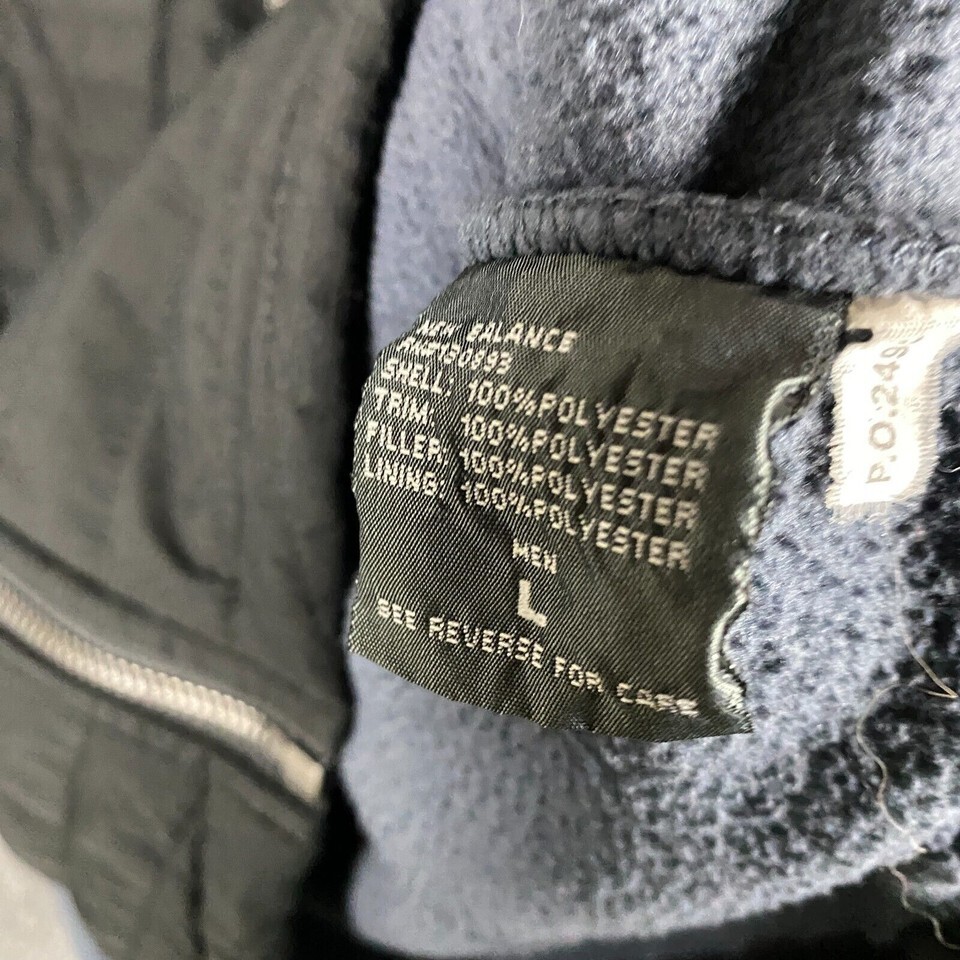 NEW BALANCE
SHELL: 100%POLYESTER
TRIM: 100%POLYESTER
FILLER: 100%POLYESTER
LINING: 100%POLYESTER
MEN
L
SEE REVERSE FOR CARE
P.O:249